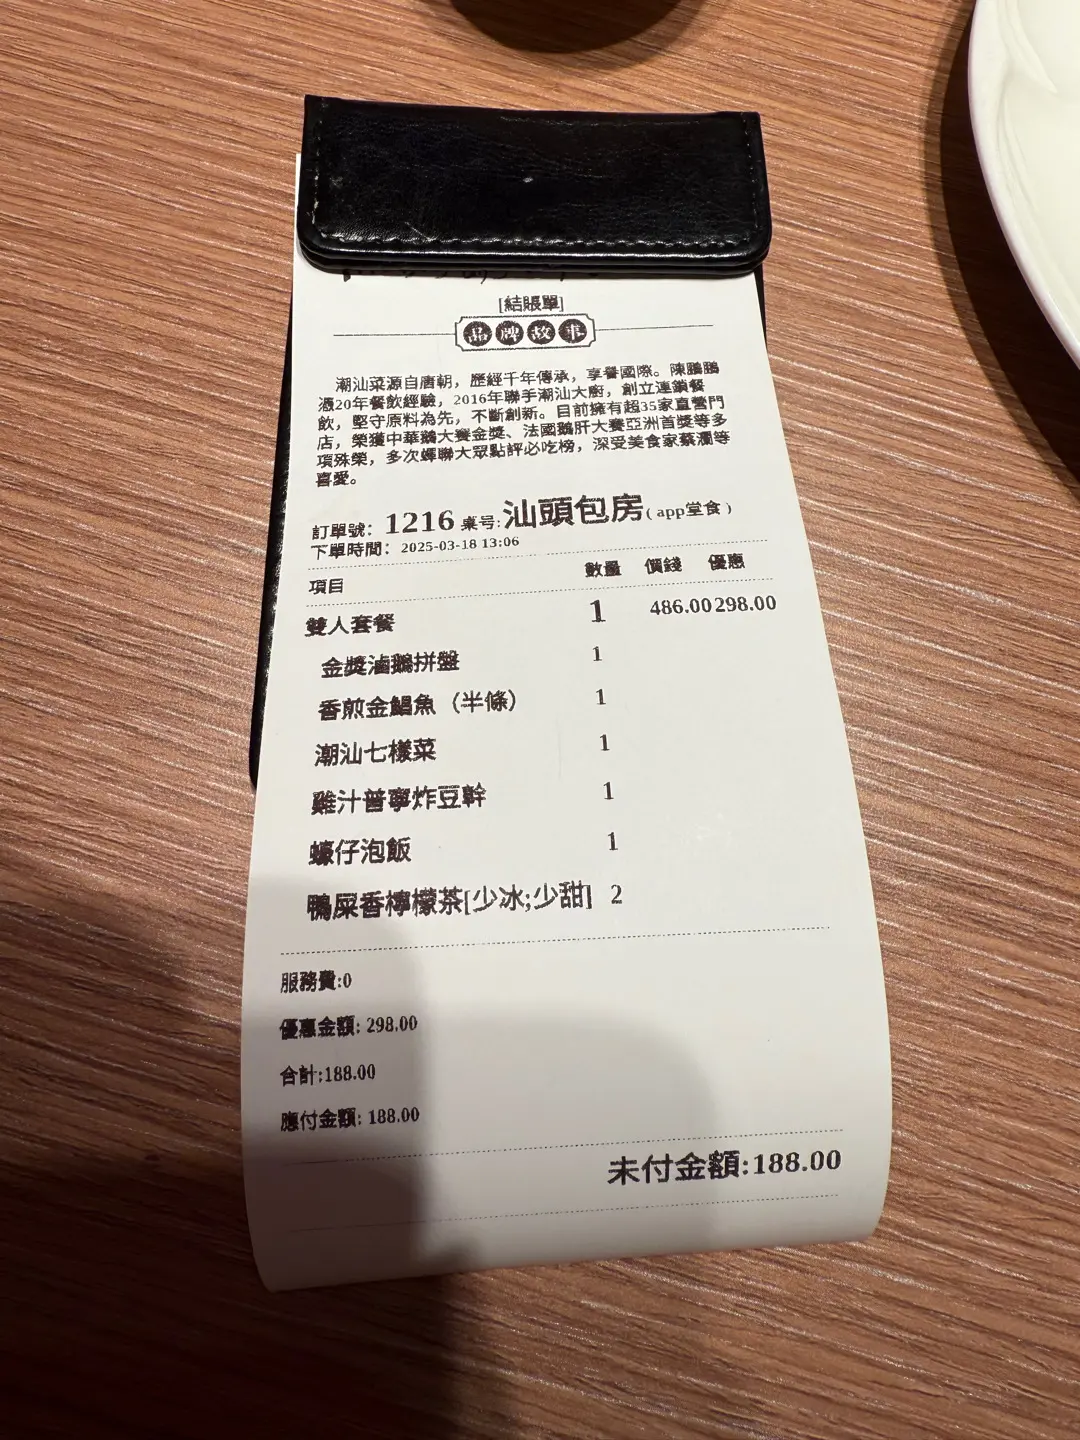 [結賬單]
品牌故事
潮汕菜源自唐朝，歷經千年傳承，享譽國際。陳鵬鵬
憑20年餐飲經驗，2016年聯手潮汕大廚，創立連鎖餐
飲，堅守原料為先，不斷創新。目前擁有超35家直營門
店，榮獲中華鵝大賽金獎、法國鵝肝大賽亞洲首獎等多
項殊榮，多次蟬聯大眾點評必吃榜，深受美食家蔡瀾等
喜愛。
訂單號：1216 桌号:汕頭包房( app堂食 )
下單時間： 2025-03-18 13:06
項目 數量 價錢 優惠
雙人套餐 1 486.00 298.00
金獎滷鵝拼盤 1
香煎金鯧魚（半條） 1
潮汕七樣菜 1
雞汁普寧炸豆幹 1
蠔仔泡飯 1
鴨屎香檸檬茶[少冰;少甜] 2
服務費:0
優惠金額: 298.00
合計:188.00
應付金額: 188.00
未付金額:188.00